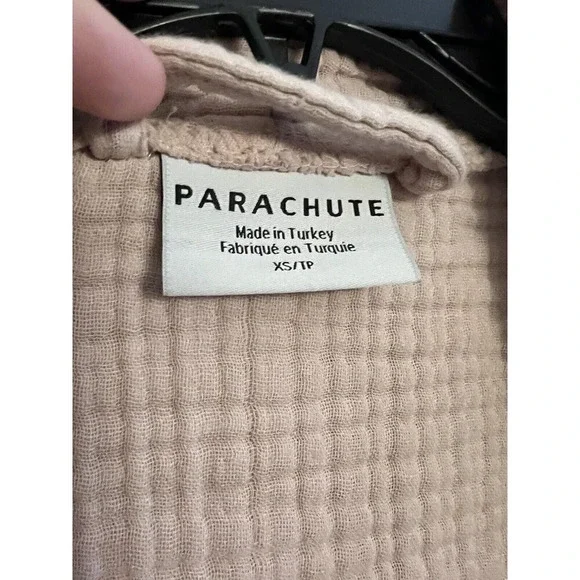 PARACHUTE
Made in Turkey
Fabriqué en Turquie
XS/TP